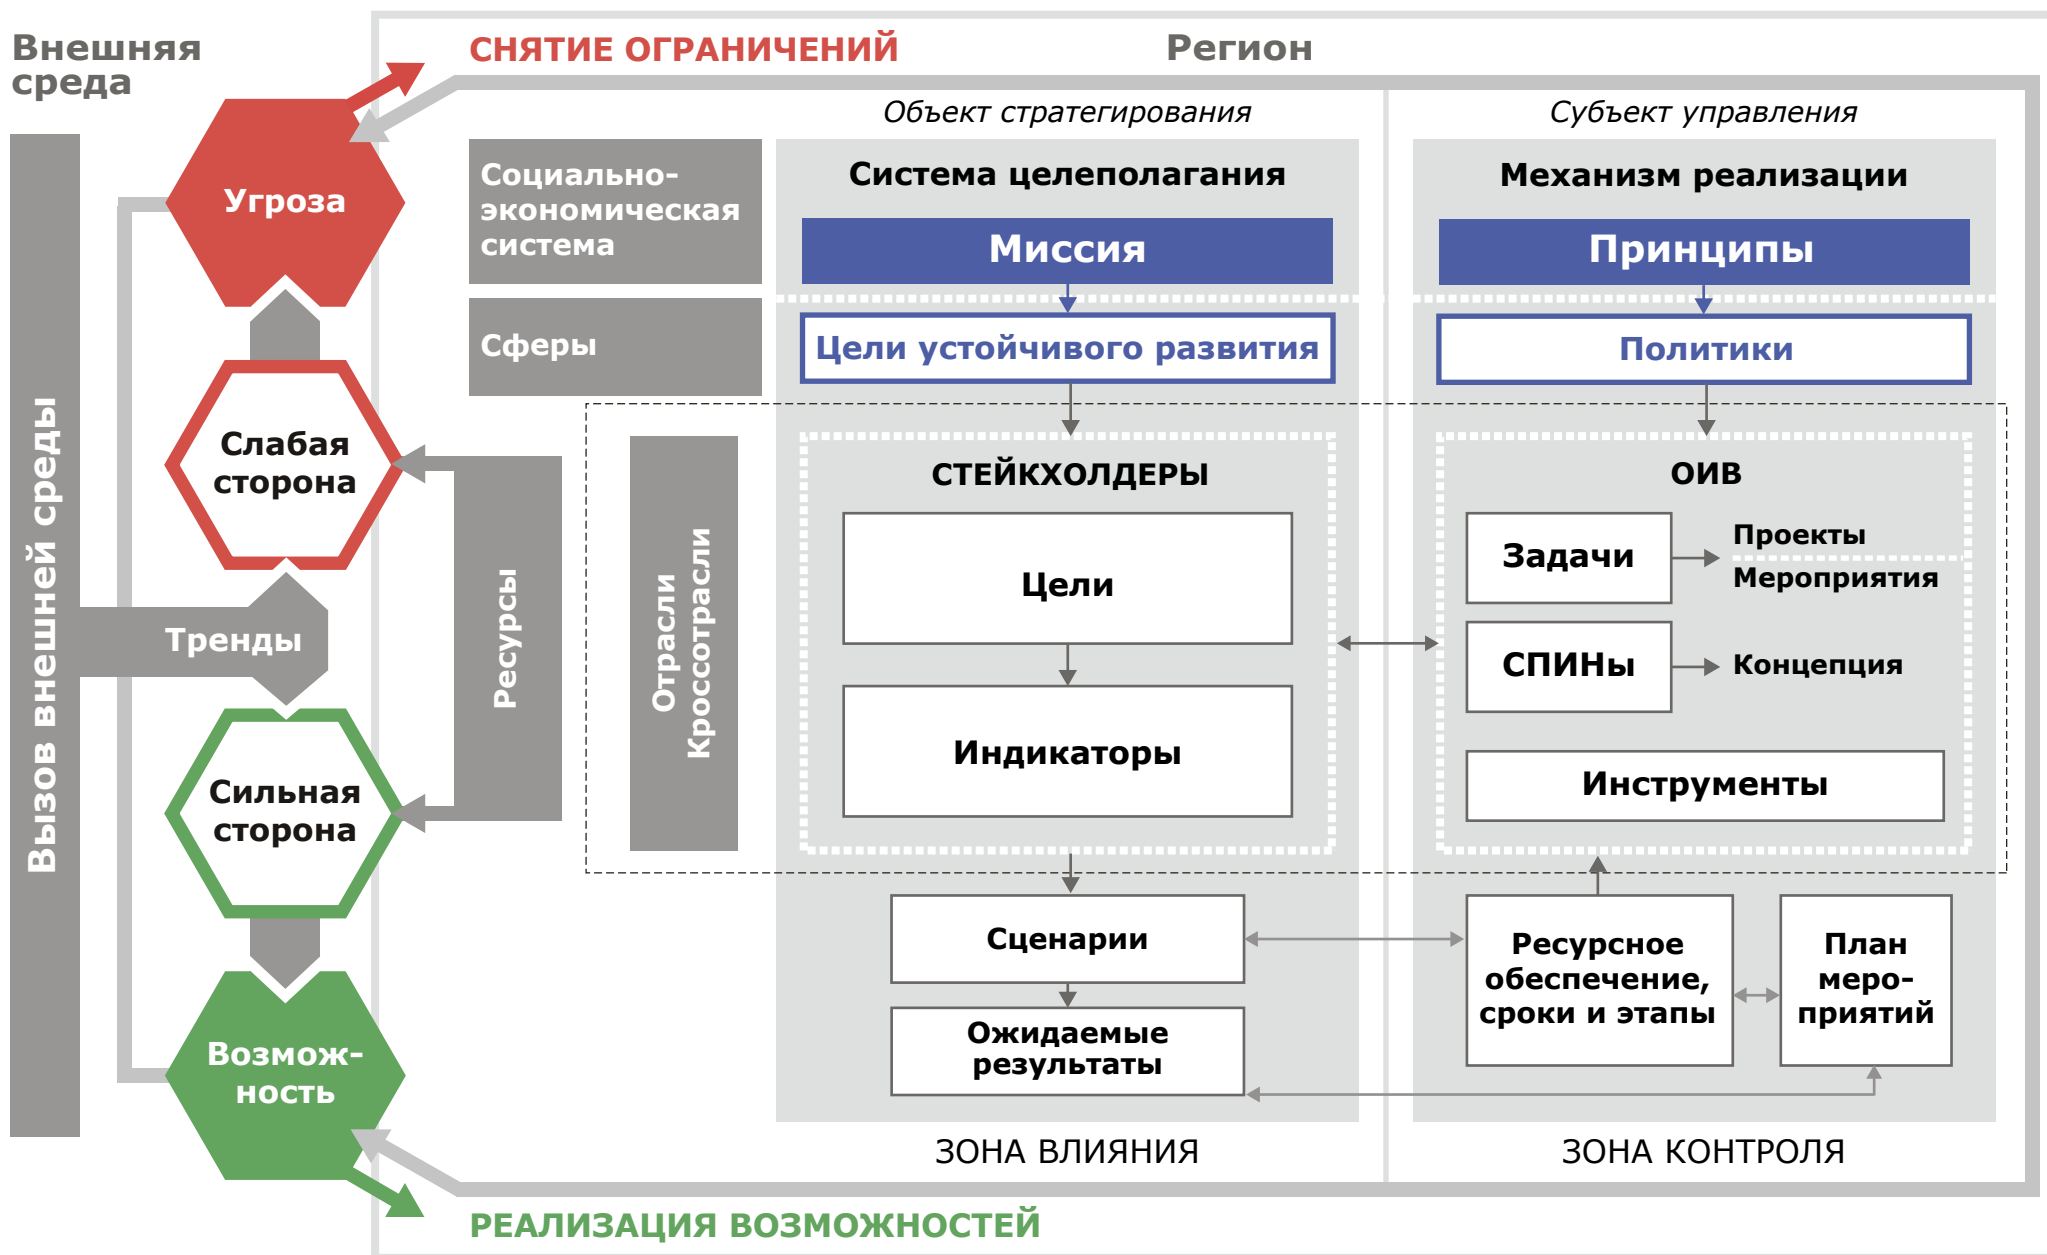 Внешняя
среда
СНЯТИЕ ОГРАНИЧЕНИЙ
Регион
Объект стратегирования
Субъект управления
Вызов внешней среды
Угроза
Слабая
сторона
Тренды
Сильная
сторона
Возмож-
ность
Ресурсы
Социально-
экономическая
система
Сферы
Отрасли
Кроссотрасли
Система целеполагания
Миссия
Цели устойчивого развития
СТЕЙКХОЛДЕРЫ
Цели
Индикаторы
Сценарии
Ожидаемые
результаты
ЗОНА ВЛИЯНИЯ
Механизм реализации
Принципы
Политики
ОИВ
Задачи
Проекты
Мероприятия
СПИНы
Концепция
Инструменты
Ресурсное
обеспечение,
сроки и этапы
План
меро-
приятий
ЗОНА КОНТРОЛЯ
РЕАЛИЗАЦИЯ ВОЗМОЖНОСТЕЙ